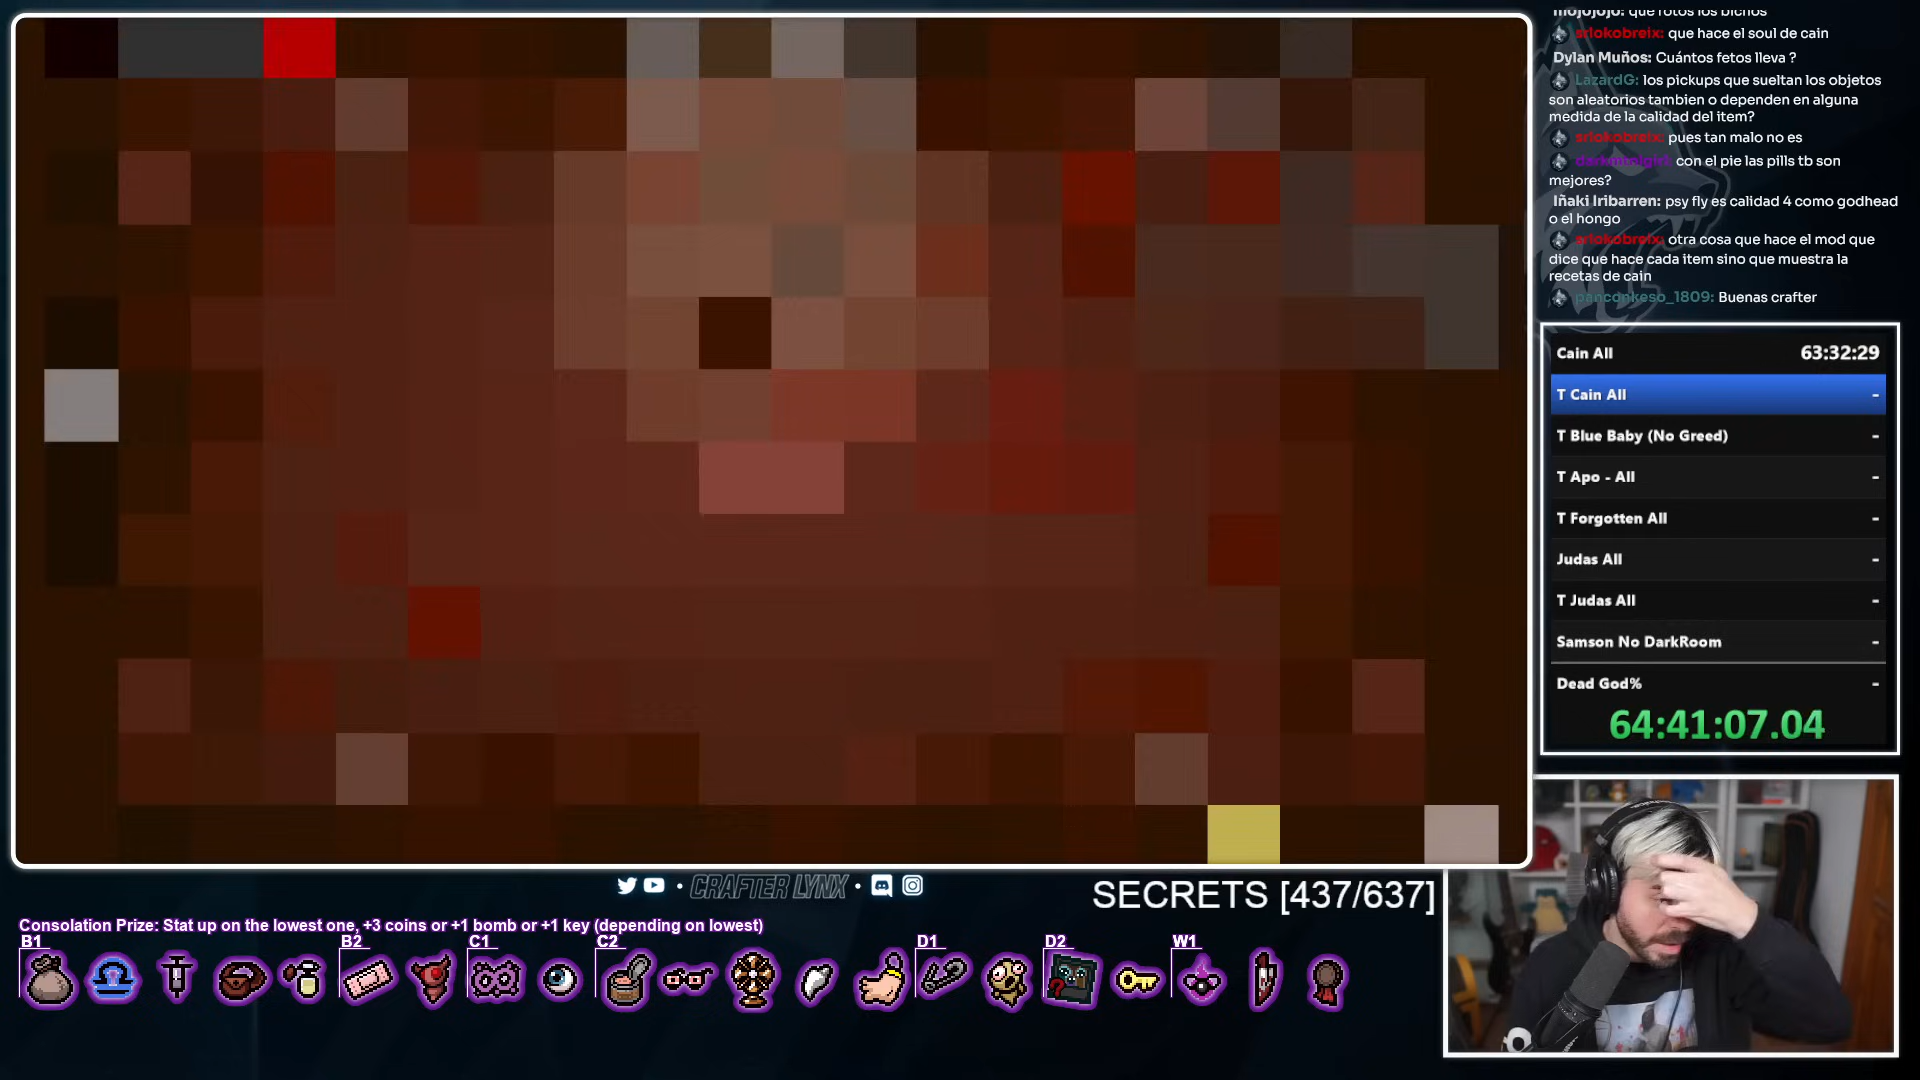 mojojojo: que rotos los bichos
srlokobreix: que hace el soul de cain
Dylan Muños: Cuántos fetos lleva ?
LazardG: los pickups que sueltan los objetos
son aleatorios tambien o dependen en alguna
medida de la calidad del item?
srlokobreix: pues tan malo no es
con el pie las pills tb son
mejores?
Iñaki Iribarren: psy fly es calidad 4 como godhead
o el hongo
srlokobreix: otra cosa que hace el mod que
dice que hace cada item sino que muestra la
recetas de cain
panconkeso_1809: Buenas crafter
Cain All 63:32:29
T Cain All -
T Blue Baby (No Greed) -
T Apo - All -
T Forgotten All -
Judas All -
T Judas All -
Samson No DarkRoom -
Dead God% -
64:41:07.04
CRAFTER LYNX
SECRETS [437/637]
Consolation Prize: Stat up on the lowest one, +3 coins or +1 bomb or +1 key (depending on lowest)
B1 B2 C1 C2 D1 D2 W1